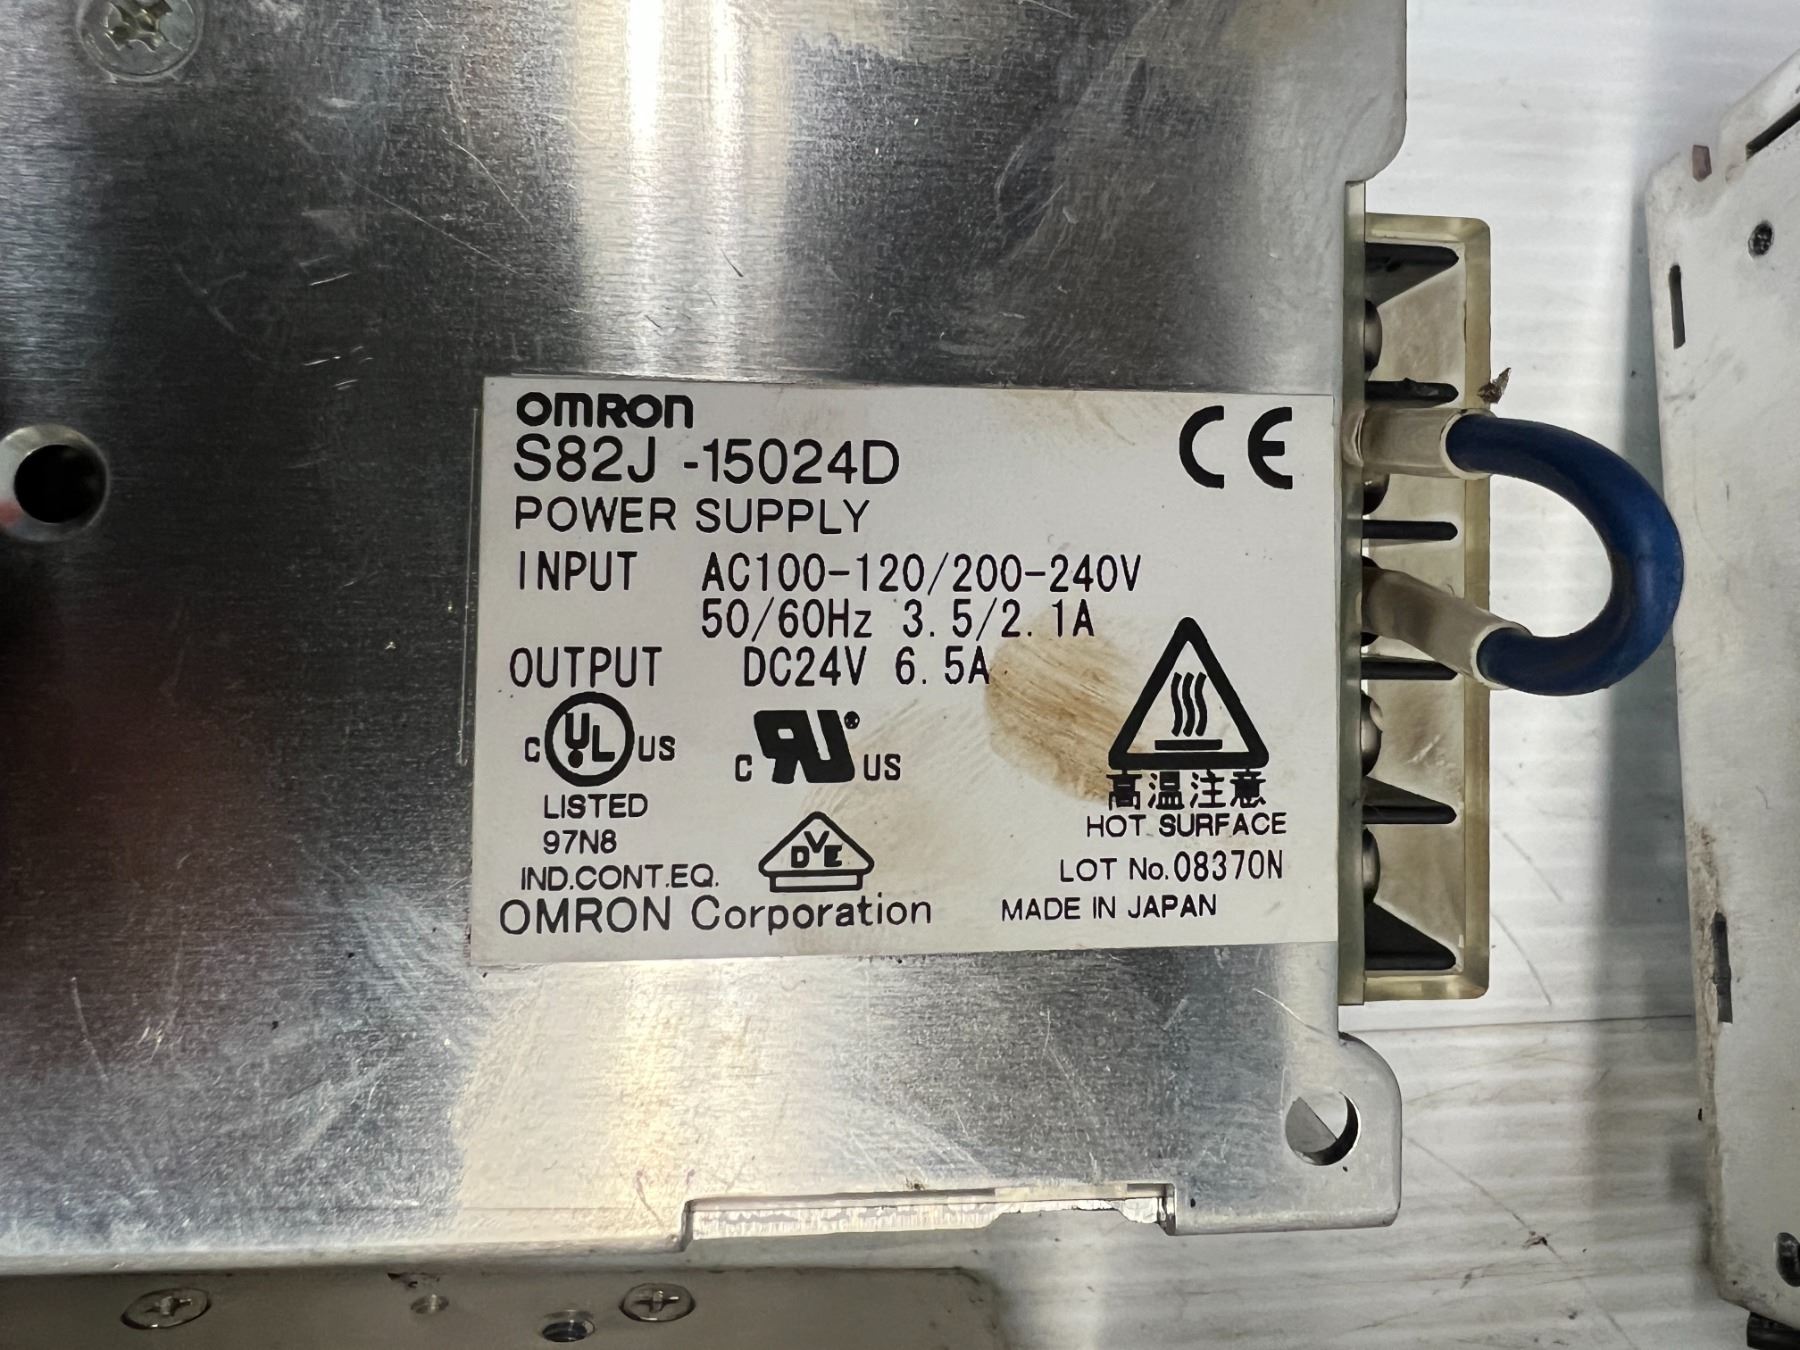 OMRON
S82J -15024D
POWER SUPPLY
INPUT AC100-120/200-240V
50/60Hz 3.5/2.1A
OUTPUT DC24V 6.5A
C UL US
LISTED
97N8
IND.CONT.EQ.
C RU® US
DVE
高温注意
HOT SURFACE
LOT No.08370N
OMRON Corporation
MADE IN JAPAN
CE